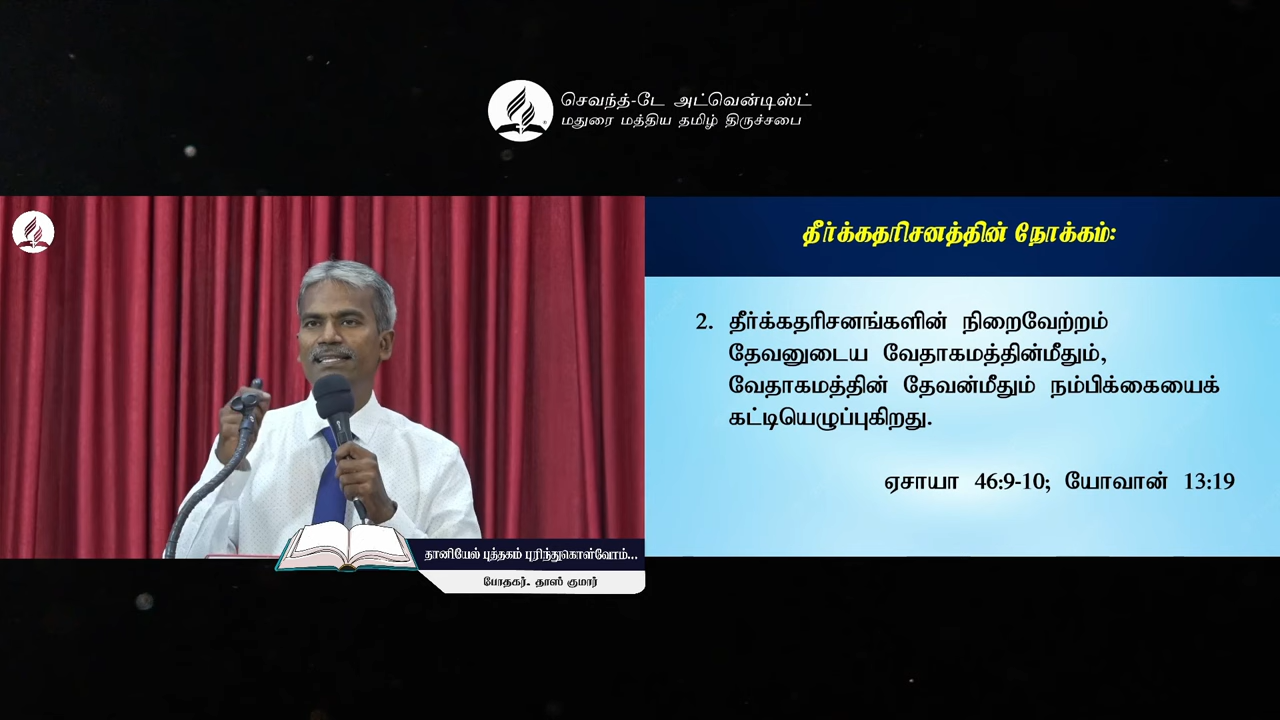 செவந்த்-டே அட்வென்டிஸ்ட்
மதுரை மத்திய தமிழ் திருச்சபை
தீர்க்கதரிசனத்தின் நோக்கம்:
2. தீர்க்கதரிசனங்களின் நிறைவேற்றம்
தேவனுடைய வேதாகமத்தின்மீதும்,
வேதாகமத்தின் தேவன்மீதும் நம்பிக்கையைக்
கட்டியெழுப்புகிறது.
ஏசாயா 46:9-10; யோவான் 13:19
தானியேல் புத்தகம் புரிந்துகொள்வோம்...
போதகர். தாஸ் குமார்